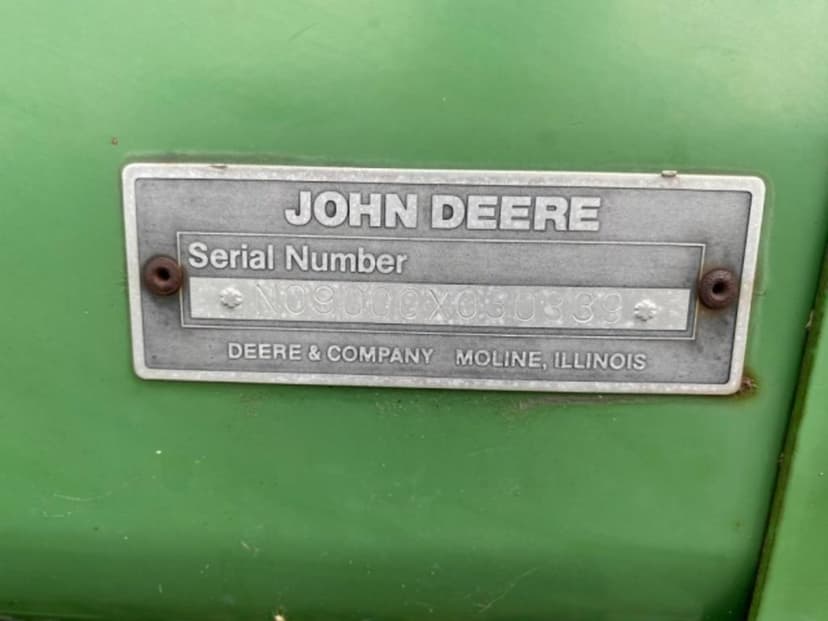 JOHN DEERE
Serial Number
DEERE & COMPANY MOLINE, ILLINOIS